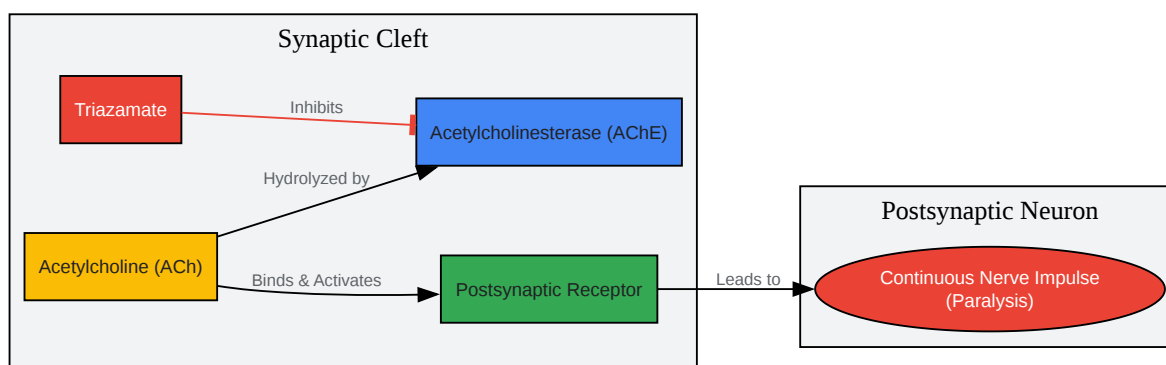 Synaptic Cleft
Triazamate
Inhibits
Acetylcholinesterase (AChE)
Hydrolyzed by
Acetylcholine (ACh)
Binds & Activates
Postsynaptic Receptor
Leads to
Postsynaptic Neuron
Continuous Nerve Impulse
(Paralysis)